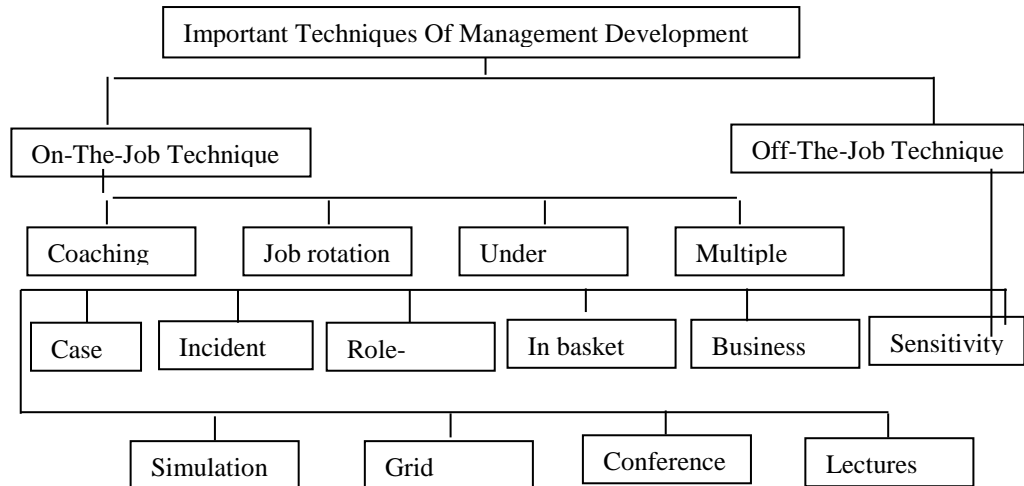 Important Techniques Of Management Development
On-The-Job Technique
Off-The-Job Technique
Coaching
Job rotation
Under
Multiple
Case
Incident
Role-
In basket
Business
Sensitivity
Simulation
Grid
Conference
Lectures